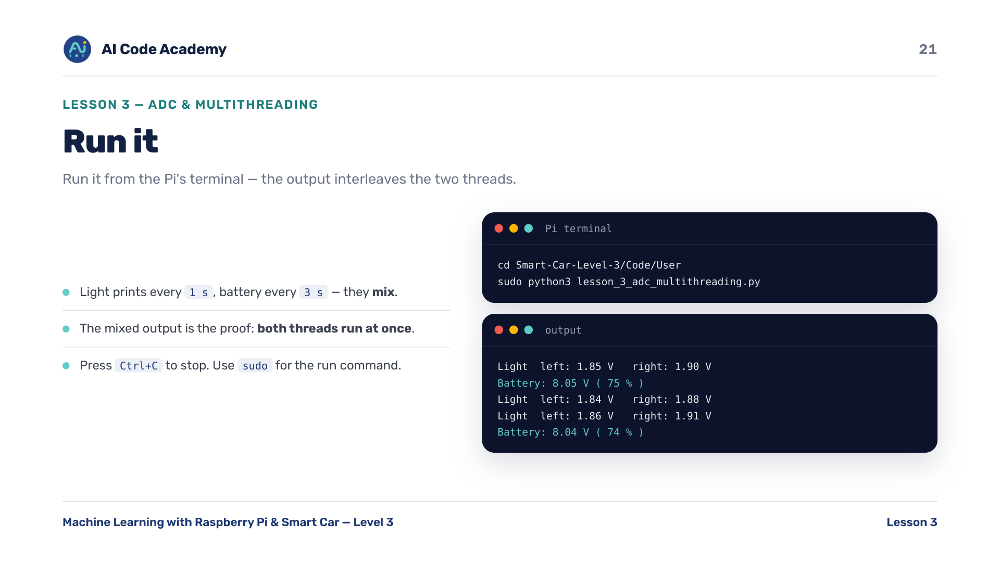 AI Code Academy
21
LESSON 3 — ADC & MULTITHREADING
Run it
Run it from the Pi's terminal — the output interleaves the two threads.
Light prints every 1 s, battery every 3 s — they mix.
The mixed output is the proof: both threads run at once.
Press Ctrl+C to stop. Use sudo for the run command.
Pi terminal
cd Smart-Car-Level-3/Code/User
sudo python3 lesson_3_adc_multithreading.py
output
Light  left: 1.85 V   right: 1.90 V
Battery: 8.05 V ( 75 % )
Light  left: 1.84 V   right: 1.88 V
Light  left: 1.86 V   right: 1.91 V
Battery: 8.04 V ( 74 % )
Machine Learning with Raspberry Pi & Smart Car — Level 3
Lesson 3